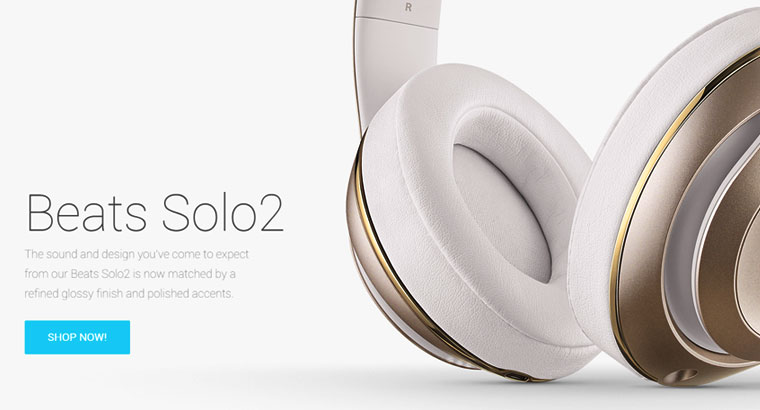 R
Beats Solo2
The sound and design you've come to expect
from our Beats Solo2 is now matched by a
refined glossy finish and polished accents.
SHOP NOW!